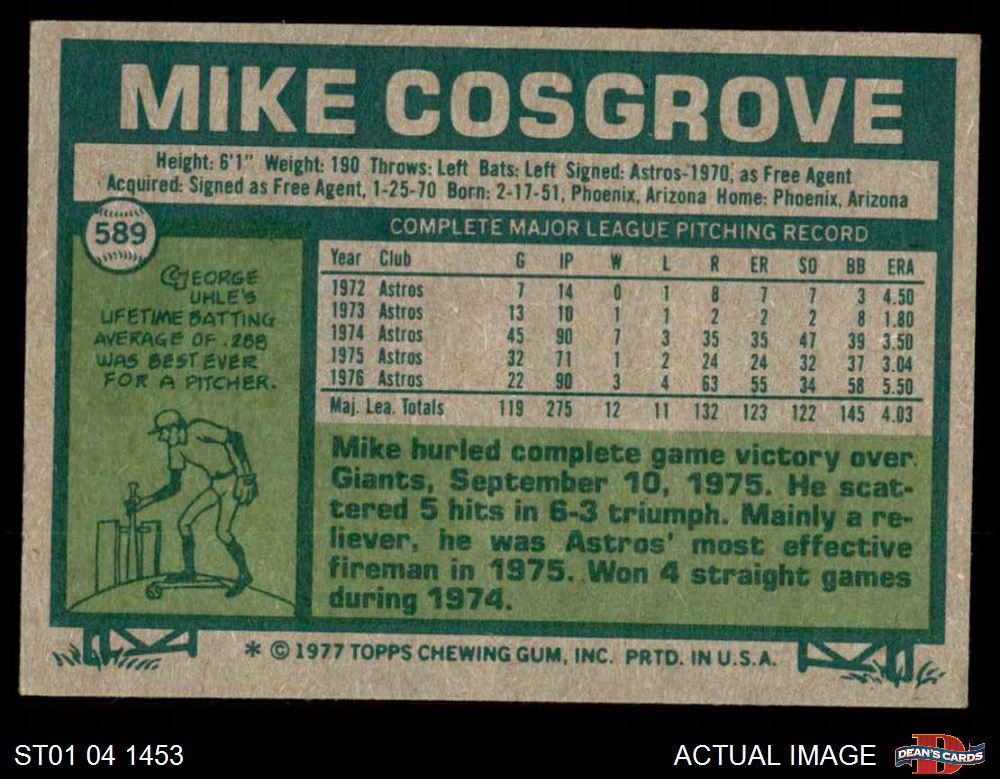 MIKE COSGROVE
Height: 6'1" Weight: 190 Throws: Left Bats: Left Signed: Astros-1970, as Free Agent
Acquired: Signed as Free Agent, 1-25-70 Born: 2-17-51, Phoenix, Arizona Home: Phoenix, Arizona
589
GEORGE
UHLE'S
LIFETIME BATTING
AVERAGE OF .288
WAS BEST EVER
FOR A PITCHER.
COMPLETE MAJOR LEAGUE PITCHING RECORD
Year Club G IP W L R ER SO BB ERA
1972 Astros 7 14 0 1 8 7 7 3 4.50
1973 Astros 13 10 1 1 2 2 2 8 1.80
1974 Astros 45 90 7 3 35 35 47 39 3.50
1975 Astros 32 71 1 2 24 24 32 37 3.04
1976 Astros 22 90 3 4 63 55 34 58 5.50
Maj. Lea. Totals 119 275 12 11 132 123 122 145 4.03
Mike hurled complete game victory over
Giants, September 10, 1975. He scat-
tered 5 hits in 6-3 triumph. Mainly a re-
liever, he was Astros' most effective
fireman in 1975. Won 4 straight games
during 1974.
* © 1977 TOPPS CHEWING GUM, INC. PRTD. IN U.S.A.
ST01 04 1453
ACTUAL IMAGE
D
DEAN'S CARDS